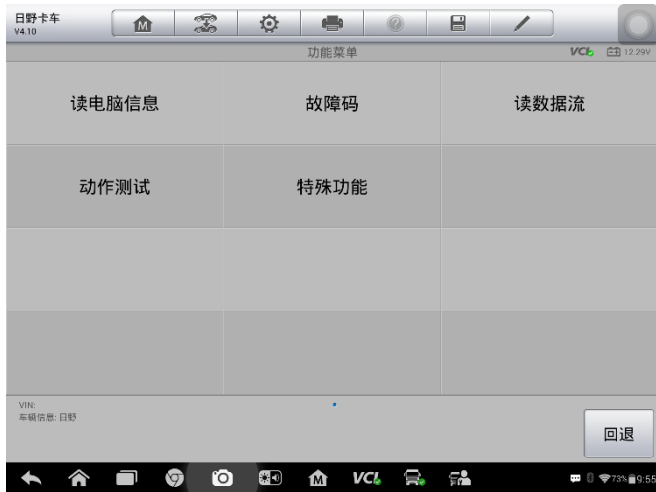 日野卡车
V4.10
M
功能菜单
VCI 12.29V
读电脑信息 故障码 读数据流
动作测试 特殊功能
VIN:
车辆信息: 日野
回退
M VCI 73% 9:55